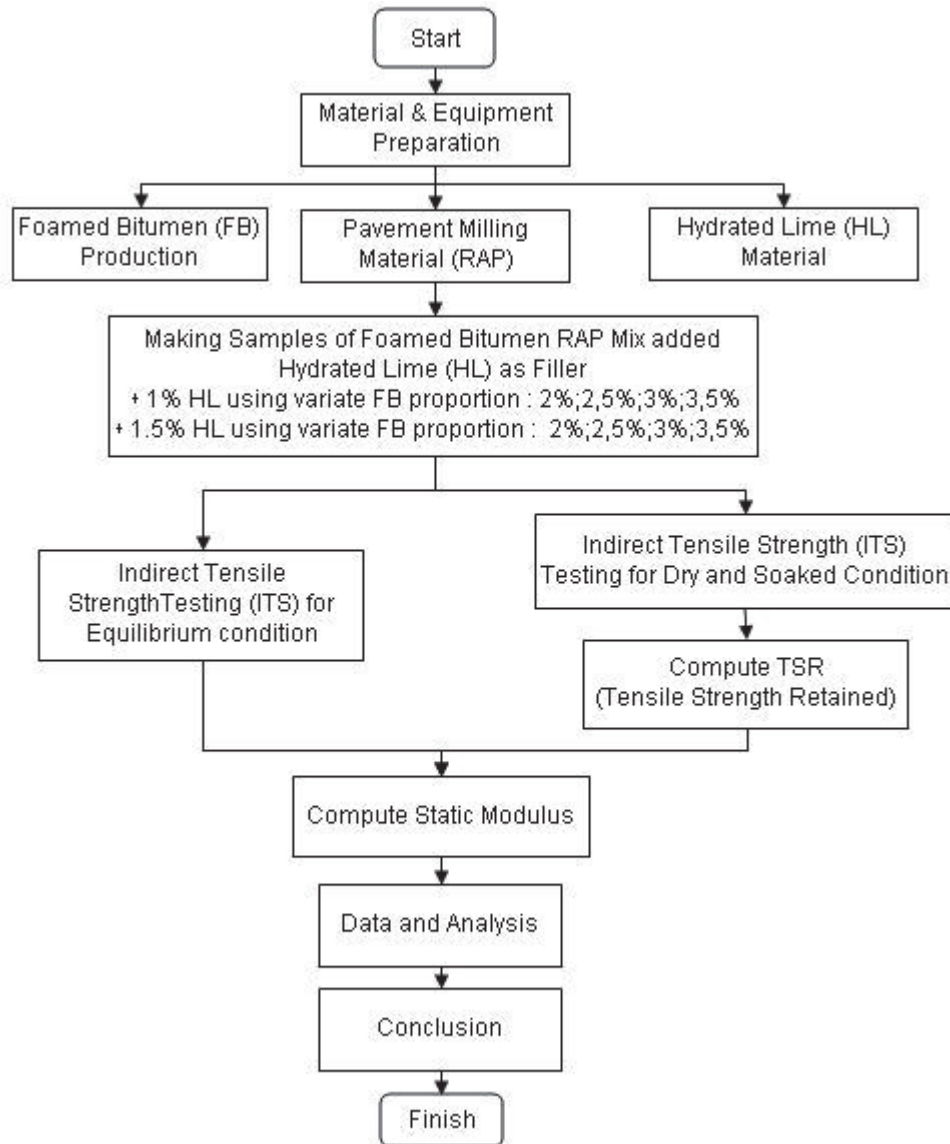 Start
Material & Equipment
Preparation
Foamed Bitumen (FB)
Production
Pavement Milling
Material (RAP)
Hydrated Lime (HL)
Material
Making Samples of Foamed Bitumen RAP Mix added
Hydrated Lime (HL) as Filler
+ 1% HL using variate FB proportion : 2%;2,5%;3%;3,5%
+ 1.5% HL using variate FB proportion : 2%;2,5%;3%;3,5%
Indirect Tensile
StrengthTesting (ITS) for
Equilibrium condition
Indirect Tensile Strength (ITS)
Testing for Dry and Soaked Condition
Compute TSR
(Tensile Strength Retained)
Compute Static Modulus
Data and Analysis
Conclusion
Finish